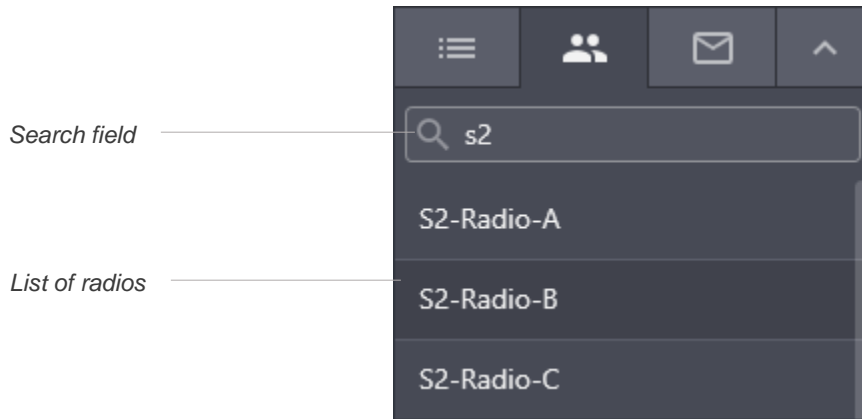 Search field
s2
S2-Radio-A
List of radios
S2-Radio-B
S2-Radio-C